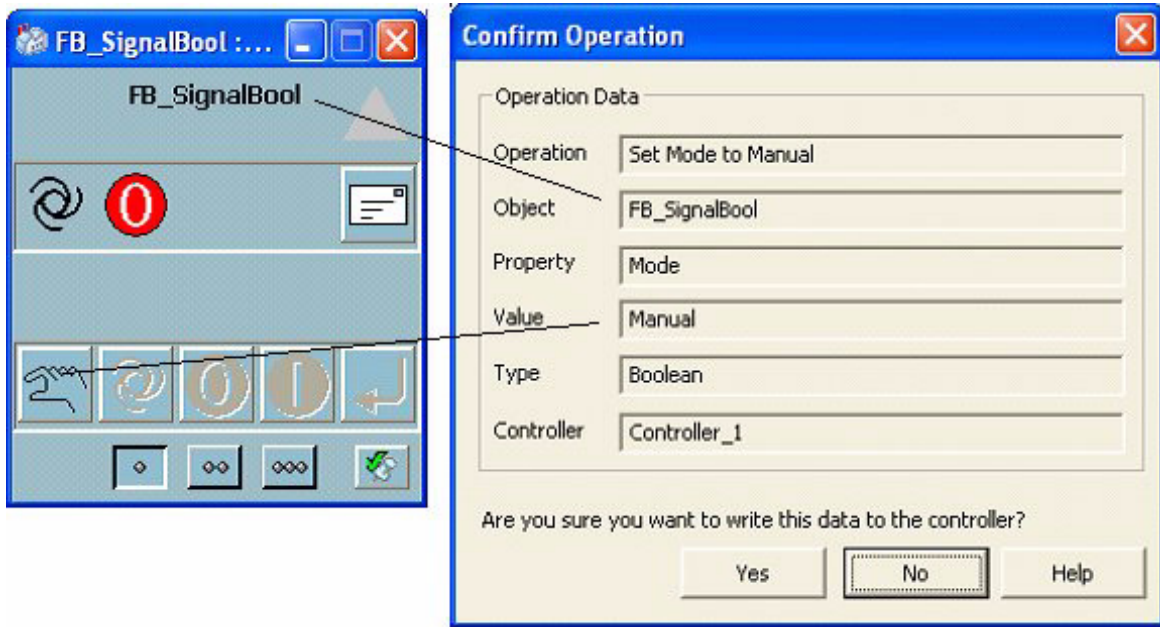 FB_SignalBool :...
FB_SignalBool
Confirm Operation
Operation Data
Operation Set Mode to Manual
Object FB_SignalBool
Property Mode
Value Manual
Type Boolean
Controller Controller_1
Are you sure you want to write this data to the controller?
Yes No Help